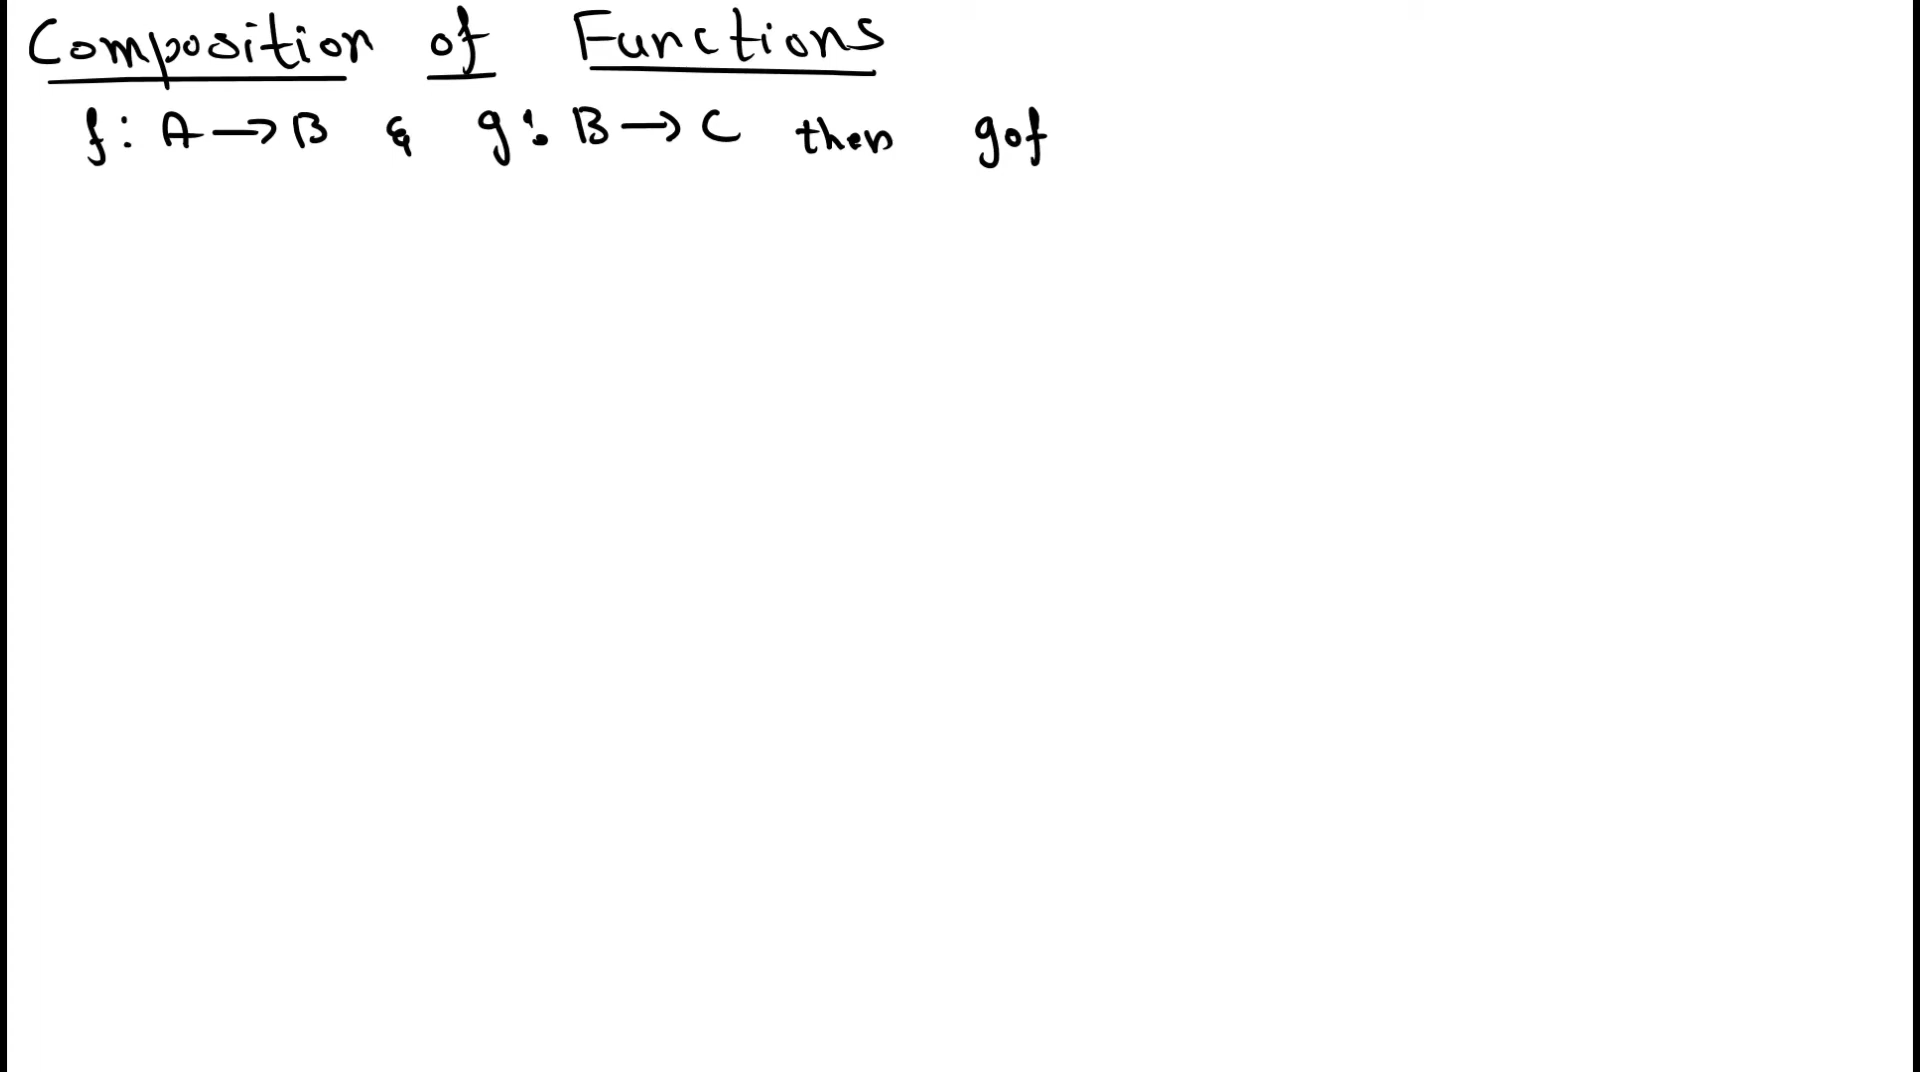 Composition of Functions
f: A → B & g: B → C then gof